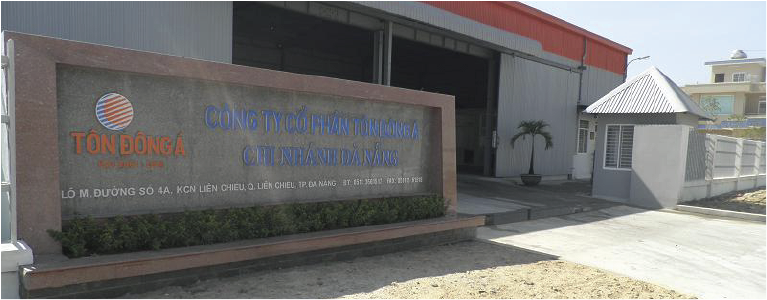 TÔN ĐÔNG Á
CÔNG TY CỔ PHẦN TÔN ĐÔNG Á
CHI NHÁNH ĐÀ NẴNG
LÔ M, ĐƯỜNG SỐ 4A, KCN LIÊN CHIỂU, Q. LIÊN CHIỂU, TP. ĐÀ NẴNG